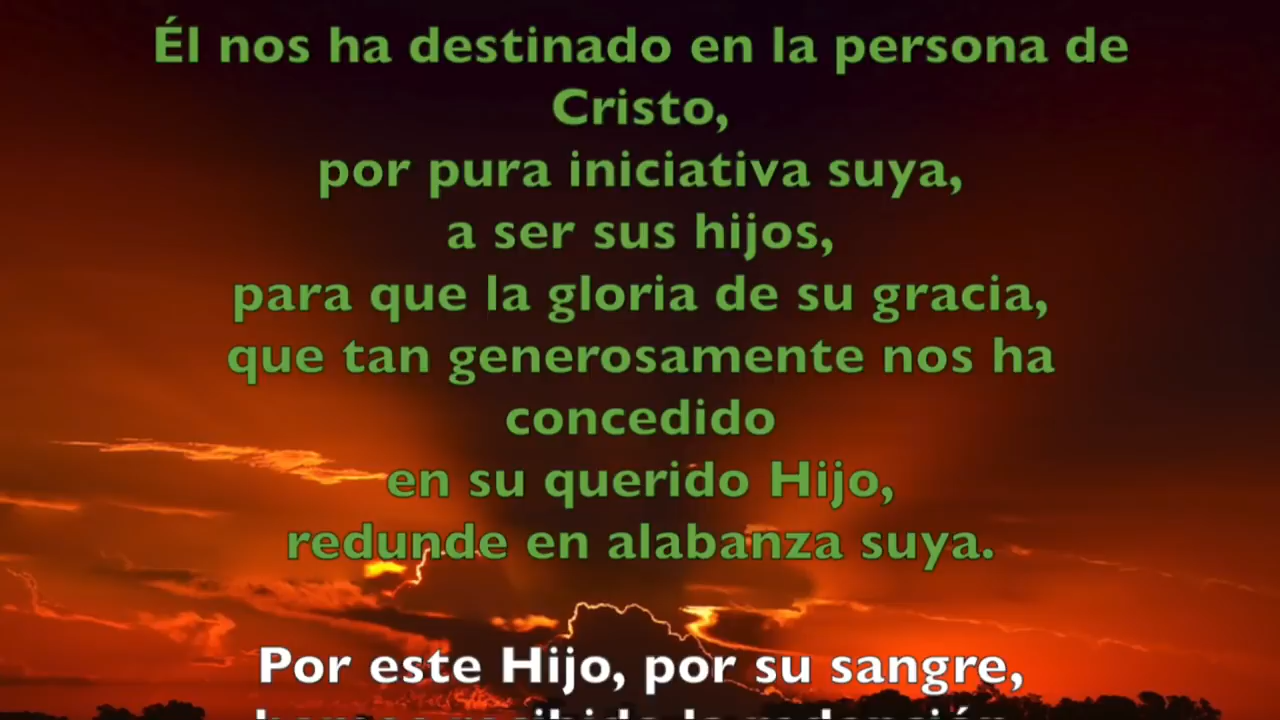 Él nos ha destinado en la persona de
Cristo,
por pura iniciativa suya,
a ser sus hijos,
para que la gloria de su gracia,
que tan generosamente nos ha
concedido
en su querido Hijo,
redunde en alabanza suya.
Por este Hijo, por su sangre,